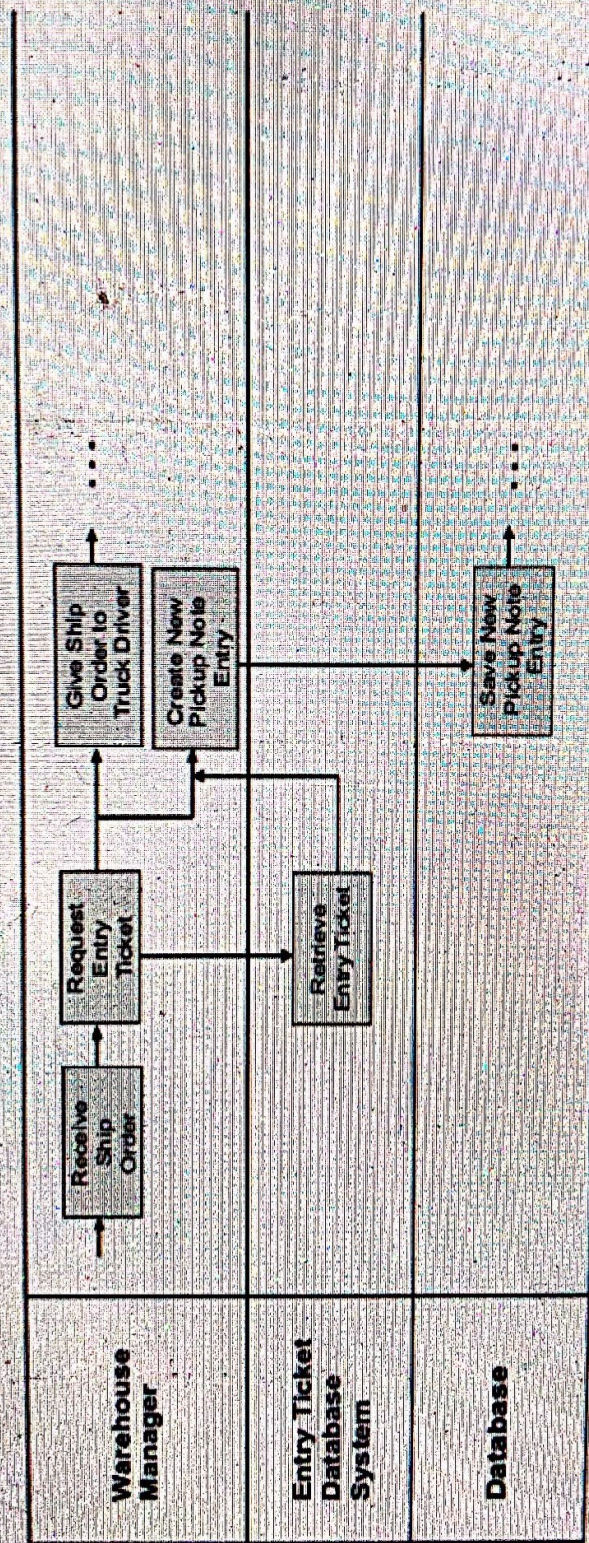 Warehouse
Manager
Receive
Ship
Order
Request
Entry
Ticket
Give Ship
Order to
Truck Driver
...
Create New
Pickup Note
Entry
Entry Ticket
Database
System
Retrieve
Entry Ticket
Database
Save New
Pickup Note
Entry
...